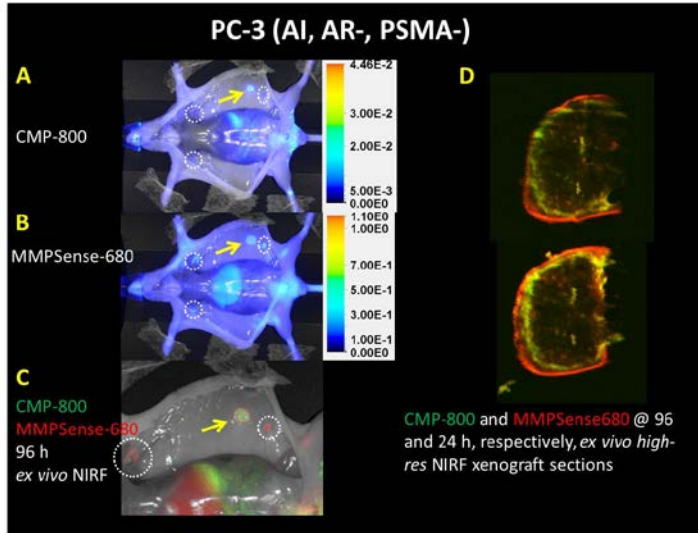 PC-3 (AI, AR-, PSMA-)
A
CMP-800
4.46E-2
3.00E-2
2.00E-2
5.00E-3
0.00E0
B
MMPSense-680
1.10E0
1.00E0
7.00E-1
5.00E-1
3.00E-1
1.00E-1
0.00E0
C
CMP-800
MMPSense-680
96 h
ex vivo NIRF
D
CMP-800 and MMPSense680 @ 96
and 24 h, respectively, ex vivo high-
res NIRF xenograft sections